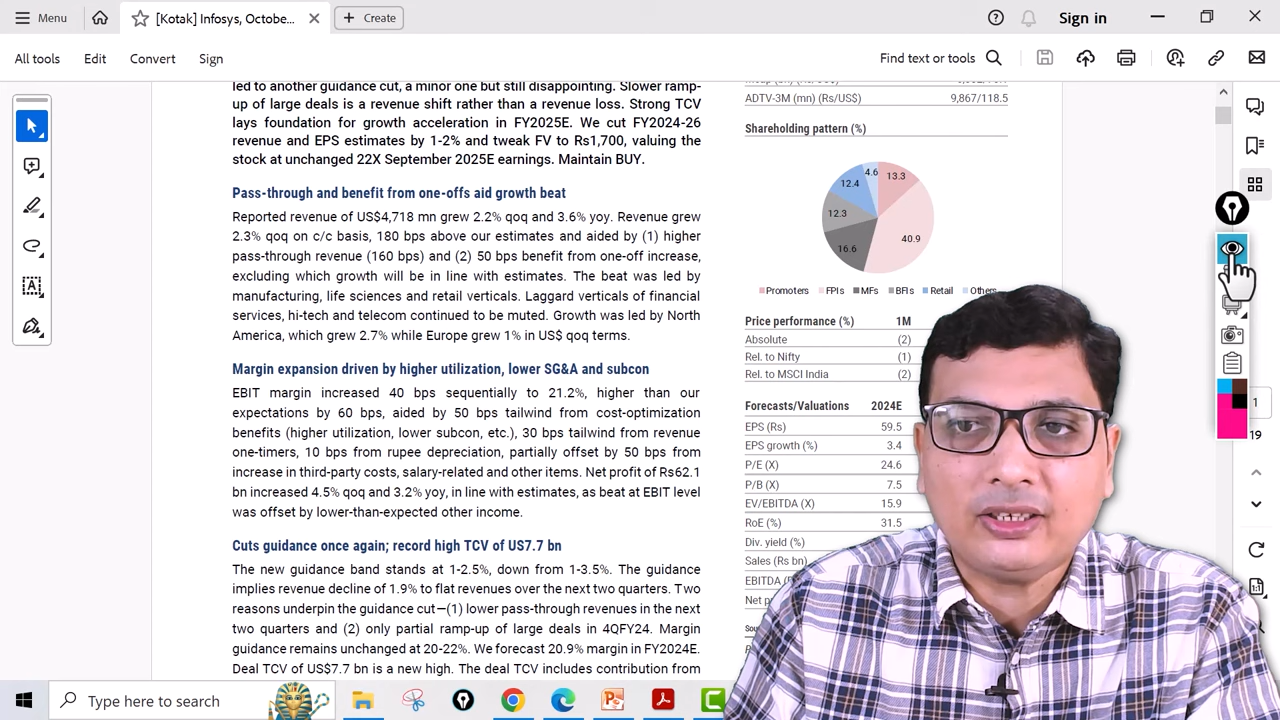 Menu
[Kotak] Infosys, Octobe...
Create
Sign in
All tools Edit Convert Sign
Find text or tools
led to another guidance cut, a minor one but still disappointing. Slower ramp-
up of large deals is a revenue shift rather than a revenue loss. Strong TCV
lays foundation for growth acceleration in FY2025E. We cut FY2024-26
revenue and EPS estimates by 1-2% and tweak FV to Rs1,700, valuing the
stock at unchanged 22X September 2025E earnings. Maintain BUY.
Pass-through and benefit from one-offs aid growth beat
Reported revenue of US$4,718 mn grew 2.2% qoq and 3.6% yoy. Revenue grew
2.3% qoq on c/c basis, 180 bps above our estimates and aided by (1) higher
pass-through revenue (160 bps) and (2) 50 bps benefit from one-off increase,
excluding which growth will be in line with estimates. The beat was led by
manufacturing, life sciences and retail verticals. Laggard verticals of financial
services, hi-tech and telecom continued to be muted. Growth was led by North
America, which grew 2.7% while Europe grew 1% in US$ qoq terms.
Margin expansion driven by higher utilization, lower SG&A and subcon
EBIT margin increased 40 bps sequentially to 21.2%, higher than our
expectations by 60 bps, aided by 50 bps tailwind from cost-optimization
benefits (higher utilization, lower subcon, etc.), 30 bps tailwind from revenue
one-timers, 10 bps from rupee depreciation, partially offset by 50 bps from
increase in third-party costs, salary-related and other items. Net profit of Rs62.1
bn increased 4.5% qoq and 3.2% yoy, in line with estimates, as beat at EBIT level
was offset by lower-than-expected other income.
Cuts guidance once again; record high TCV of US7.7 bn
The new guidance band stands at 1-2.5%, down from 1-3.5%. The guidance
implies revenue decline of 1.9% to flat revenues over the next two quarters. Two
reasons underpin the guidance cut—(1) lower pass-through revenues in the next
two quarters and (2) only partial ramp-up of large deals in 4QFY24. Margin
guidance remains unchanged at 20-22%. We forecast 20.9% margin in FY2024E.
Deal TCV of US$7.7 bn is a new high. The deal TCV includes contribution from
ADTV-3M (mn) (Rs/US$) 9,867/118.5
Shareholding pattern (%)
4.6
13.3
12.4
12.3
40.9
16.6
Promoters FPIs MFs BFIs Retail Others
Price performance (%) 1M
Absolute (2)
Rel. to Nifty (1)
Rel. to MSCI India (2)
Forecasts/Valuations 2024E
EPS (Rs) 59.5
EPS growth (%) 3.4
P/E (X) 24.6
P/B (X) 7.5
EV/EBITDA (X) 15.9
RoE (%) 31.5
Div. yield (%)
Sales (Rs bn)
EBITDA
Net
1
19
Type here to search